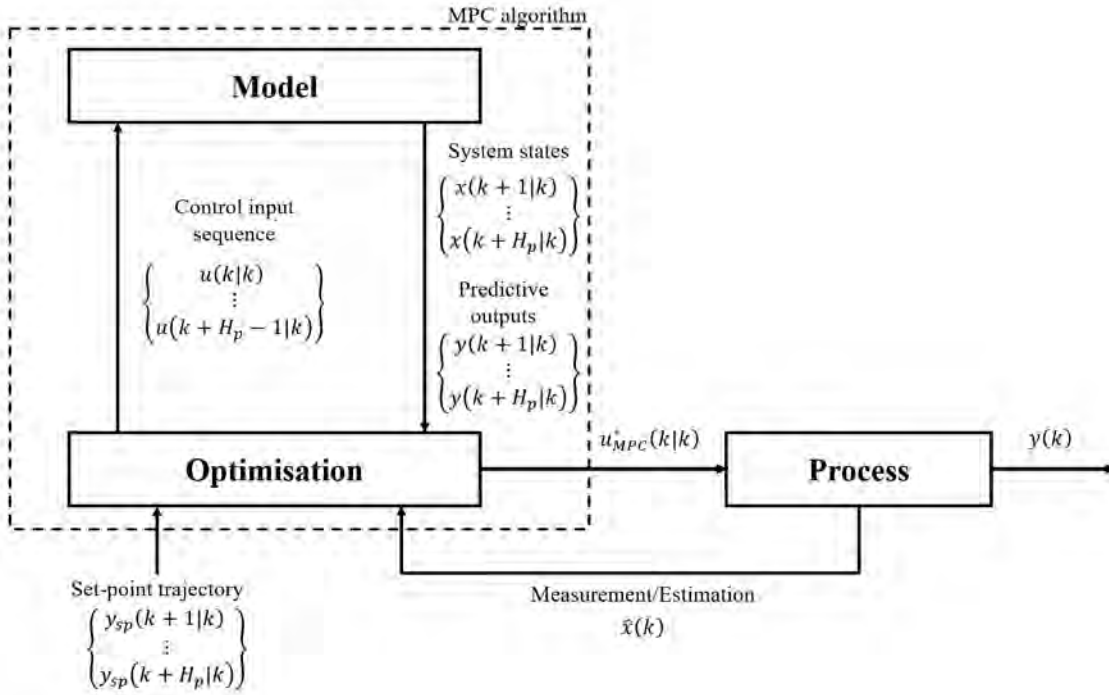 MPC algorithm
Model
System states
x(k + 1|k)
⋮
x(k + H_p|k)
Control input
sequence
u(k|k)
⋮
u(k + H_p − 1|k)
Predictive
outputs
y(k + 1|k)
⋮
y(k + H_p|k)
Optimisation
u*_MPC(k|k)
Process
y(k)
Set-point trajectory
y_sp(k + 1|k)
⋮
y_sp(k + H_p|k)
Measurement/Estimation
x̂(k)